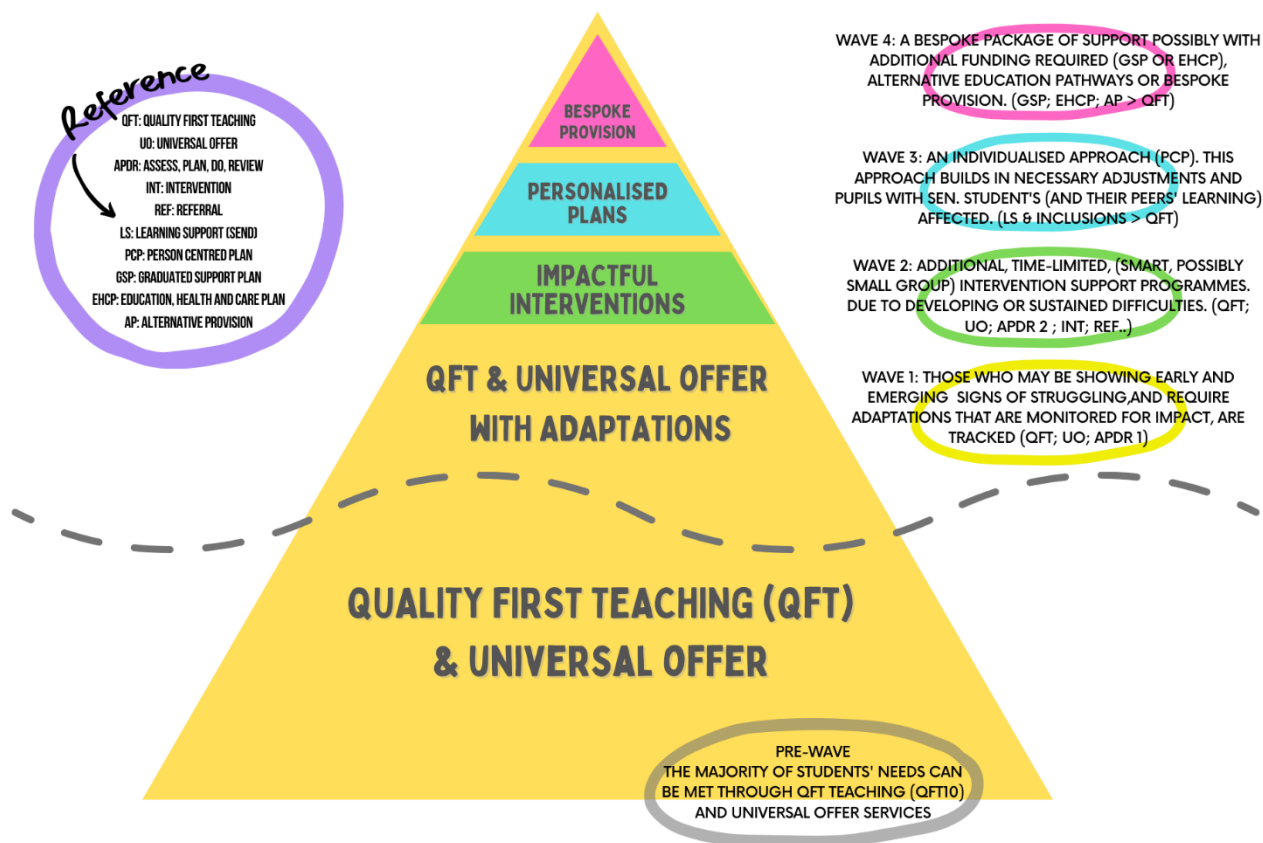 Reference
QFT: QUALITY FIRST TEACHING
UO: UNIVERSAL OFFER
APDR: ASSESS, PLAN, DO, REVIEW
INT: INTERVENTION
REF: REFERRAL
LS: LEARNING SUPPORT (SEND)
PCP: PERSON CENTRED PLAN
GSP: GRADUATED SUPPORT PLAN
EHCP: EDUCATION, HEALTH AND CARE PLAN
AP: ALTERNATIVE PROVISION
BESPOKE
PROVISION
PERSONALISED
PLANS
IMPACTFUL
INTERVENTIONS
QFT & UNIVERSAL OFFER
WITH ADAPTATIONS
QUALITY FIRST TEACHING (QFT)
& UNIVERSAL OFFER
WAVE 4: A BESPOKE PACKAGE OF SUPPORT POSSIBLY WITH
ADDITIONAL FUNDING REQUIRED (GSP OR EHCP),
ALTERNATIVE EDUCATION PATHWAYS OR BESPOKE
PROVISION. (GSP; EHCP; AP > QFT)
WAVE 3: AN INDIVIDUALISED APPROACH (PCP). THIS
APPROACH BUILDS IN NECESSARY ADJUSTMENTS AND
PUPILS WITH SEN. STUDENT'S (AND THEIR PEERS' LEARNING)
AFFECTED. (LS & INCLUSIONS > QFT)
WAVE 2: ADDITIONAL, TIME-LIMITED, (SMART, POSSIBLY
SMALL GROUP) INTERVENTION SUPPORT PROGRAMMES.
DUE TO DEVELOPING OR SUSTAINED DIFFICULTIES. (QFT;
UO; APDR 2 ; INT; REF..)
WAVE 1: THOSE WHO MAY BE SHOWING EARLY AND
EMERGING SIGNS OF STRUGGLING,AND REQUIRE
ADAPTATIONS THAT ARE MONITORED FOR IMPACT, ARE
TRACKED (QFT; UO; APDR 1)
PRE-WAVE
THE MAJORITY OF STUDENTS' NEEDS CAN
BE MET THROUGH QFT TEACHING (QFT10)
AND UNIVERSAL OFFER SERVICES